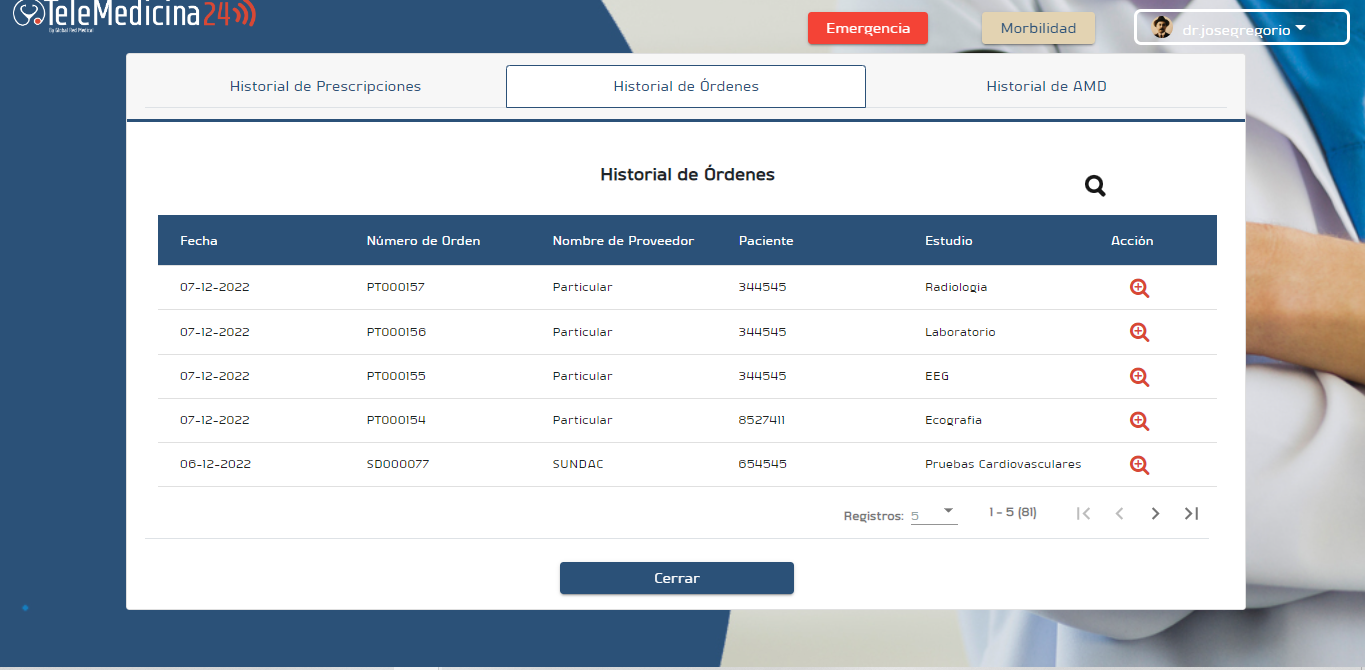 TeleMedicina24
By Global Red Medical
Emergencia
Morbilidad
dr.josegregorio
Historial de Prescripciones
Historial de Órdenes
Historial de AMD
Historial de Órdenes
Fecha Número de Orden Nombre de Proveedor Paciente Estudio Acción
07-12-2022 PT000157 Particular 344545 Radiologia
07-12-2022 PT000156 Particular 344545 Laboratorio
07-12-2022 PT000155 Particular 344545 EEG
07-12-2022 PT000154 Particular 8527411 Ecografia
06-12-2022 SD000077 SUNDAC 654545 Pruebas Cardiovasculares
Registros: 5 1 - 5 (81)
Cerrar